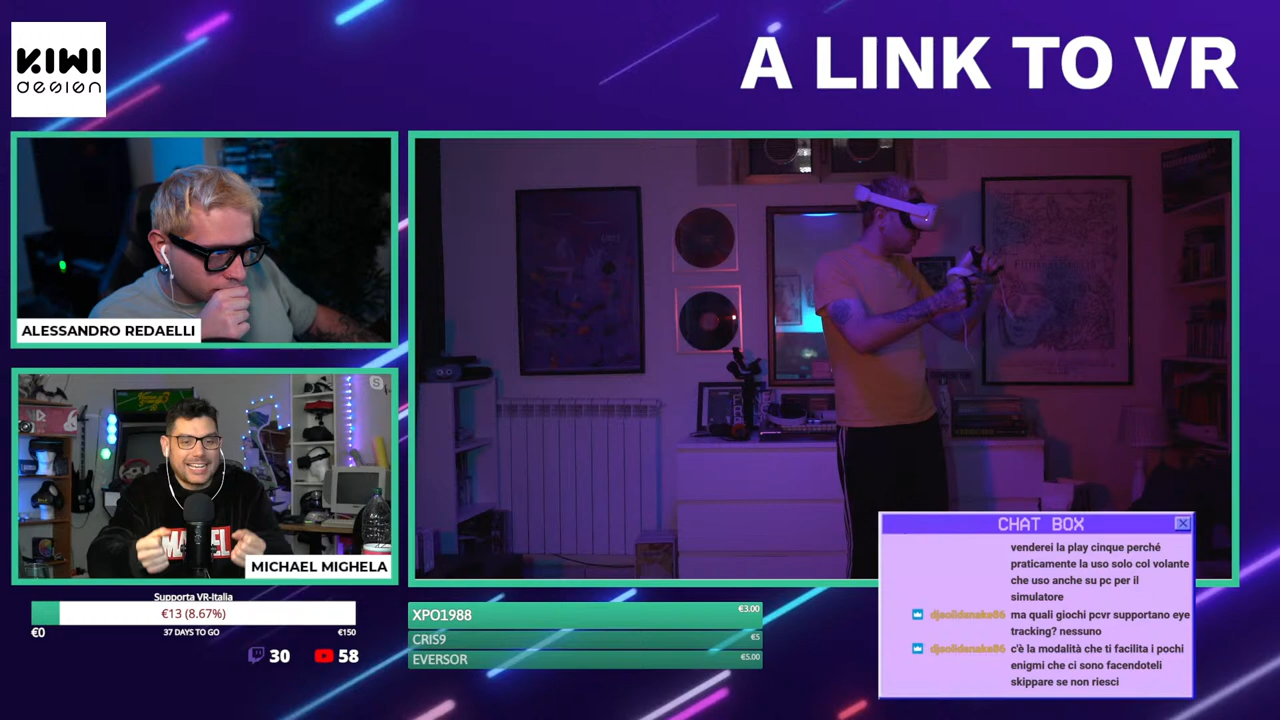 KIWI
design
A LINK TO VR
ALESSANDRO REDAELLI
MICHAEL MIGHELA
MARVEL
Supporta VR-Italia
€13 (8.67%)
€0
37 DAYS TO GO
€150
30
58
XPO1988
€3.00
CRIS9
€5
EVERSOR
€5.00
CHAT BOX
venderei la play cinque perché
praticamente la uso solo col volante
che uso anche su pc per il
simulatore
djsolidsnake86 ma quali giochi pcvr supportano eye
tracking? nessuno
djsolidsnake86 c'è la modalità che ti facilita i pochi
enigmi che ci sono facendoteli
skippare se non riesci